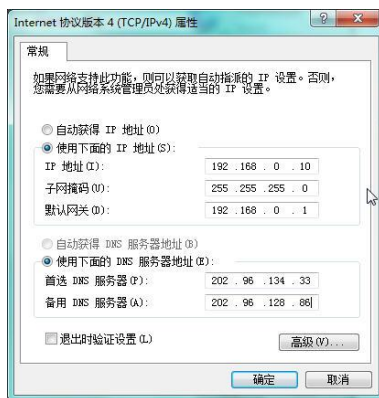 Internet 协议版本 4 (TCP/IPv4) 属性
常规
如果网络支持此功能，则可以获取自动指派的 IP 设置。否则，
您需要从网络系统管理员处获得适当的 IP 设置。
自动获得 IP 地址(O)
使用下面的 IP 地址(S):
IP 地址(I): 192 .168 . 0 . 10
子网掩码(U): 255 .255 .255 . 0
默认网关(D): 192 .168 . 0 . 1
自动获得 DNS 服务器地址(B)
使用下面的 DNS 服务器地址(E):
首选 DNS 服务器(P): 202 . 96 .134 . 33
备用 DNS 服务器(A): 202 . 96 .128 . 86
退出时验证设置(L)
高级(V)...
确定 取消